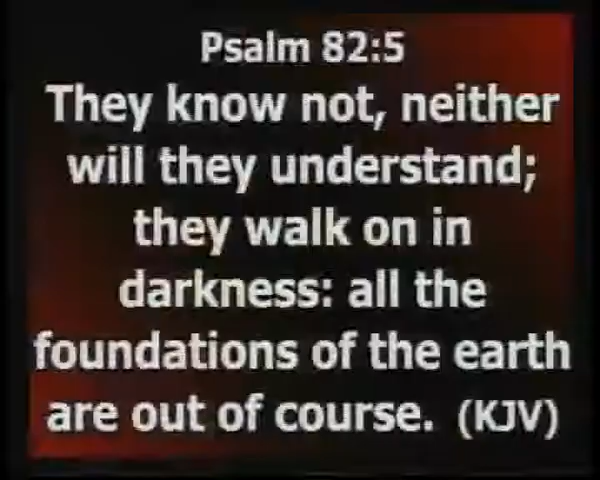 Psalm 82:5
They know not, neither
will they understand;
they walk on in
darkness: all the
foundations of the earth
are out of course. (KJV)